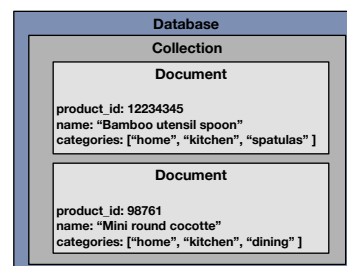 Database
Collection
Document
product_id: 12234345
name: “Bamboo utensil spoon”
categories: [“home”, “kitchen”, “spatulas” ]
Document
product_id: 98761
name: “Mini round cocotte”
categories: [“home”, “kitchen”, “dining” ]